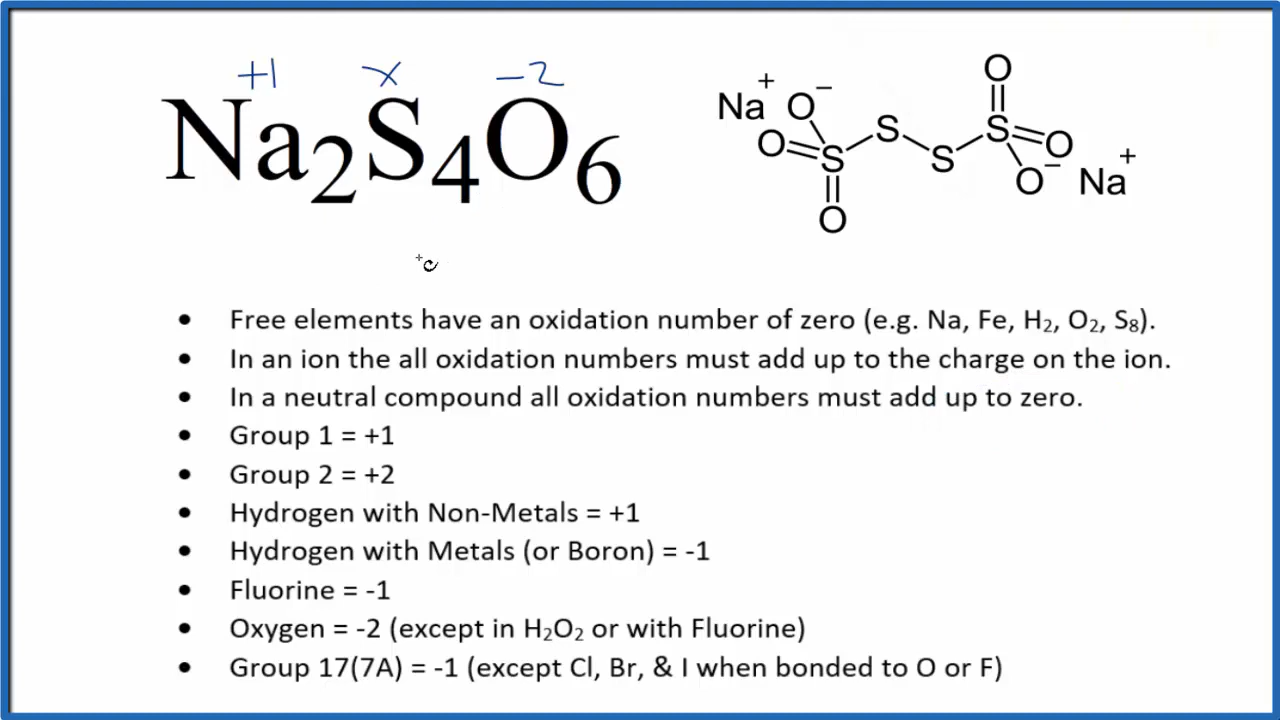 +1 x -2
Na₂S₄O₆
O
Na⁺ O⁻
S S
O O
S S
O⁻ Na⁺
O
• Free elements have an oxidation number of zero (e.g. Na, Fe, H₂, O₂, S₈).
• In an ion the all oxidation numbers must add up to the charge on the ion.
• In a neutral compound all oxidation numbers must add up to zero.
• Group 1 = +1
• Group 2 = +2
• Hydrogen with Non-Metals = +1
• Hydrogen with Metals (or Boron) = -1
• Fluorine = -1
• Oxygen = -2 (except in H₂O₂ or with Fluorine)
• Group 17(7A) = -1 (except Cl, Br, & I when bonded to O or F)